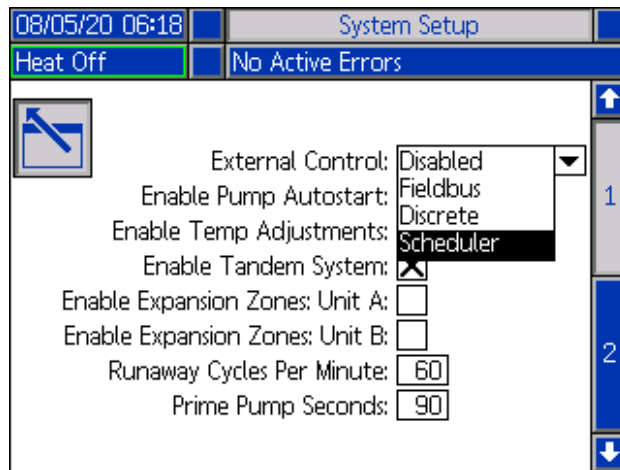 08/05/20 06:18 System Setup
Heat Off No Active Errors
External Control: Disabled
Fieldbus
Enable Pump Autostart:
Discrete
Enable Temp Adjustments:
Scheduler
Enable Tandem System:
Enable Expansion Zones: Unit A:
Enable Expansion Zones: Unit B:
Runaway Cycles Per Minute: 60
Prime Pump Seconds: 90
1
2